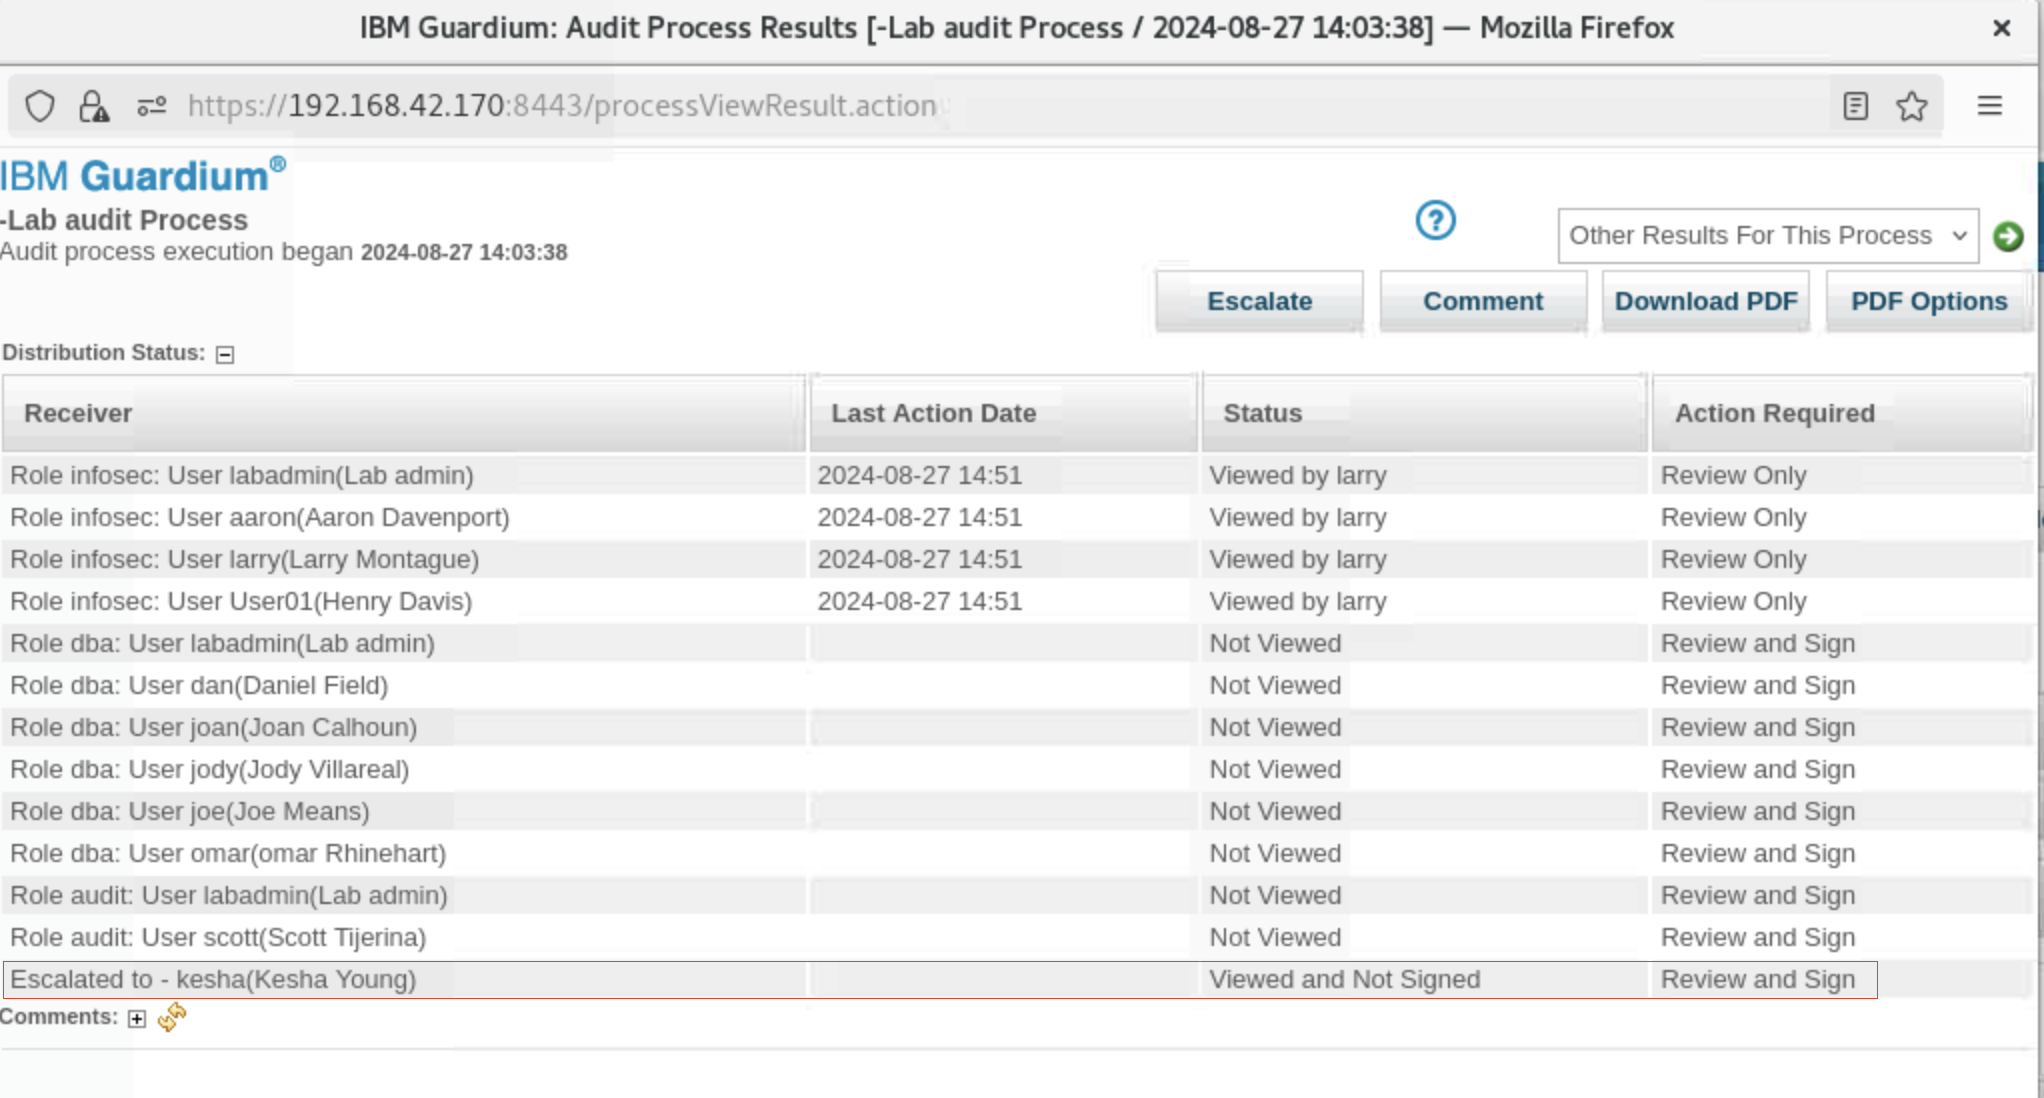 IBM Guardium: Audit Process Results [-Lab audit Process / 2024-08-27 14:03:38] — Mozilla Firefox
https://192.168.42.170:8443/processViewResult.action
IBM Guardium®
-Lab audit Process
Audit process execution began 2024-08-27 14:03:38
? Other Results For This Process
Escalate Comment Download PDF PDF Options
Distribution Status:
Receiver Last Action Date Status Action Required
Role infosec: User labadmin(Lab admin) 2024-08-27 14:51 Viewed by larry Review Only
Role infosec: User aaron(Aaron Davenport) 2024-08-27 14:51 Viewed by larry Review Only
Role infosec: User larry(Larry Montague) 2024-08-27 14:51 Viewed by larry Review Only
Role infosec: User User01(Henry Davis) 2024-08-27 14:51 Viewed by larry Review Only
Role dba: User labadmin(Lab admin) Not Viewed Review and Sign
Role dba: User dan(Daniel Field) Not Viewed Review and Sign
Role dba: User joan(Joan Calhoun) Not Viewed Review and Sign
Role dba: User jody(Jody Villareal) Not Viewed Review and Sign
Role dba: User joe(Joe Means) Not Viewed Review and Sign
Role dba: User omar(omar Rhinehart) Not Viewed Review and Sign
Role audit: User labadmin(Lab admin) Not Viewed Review and Sign
Role audit: User scott(Scott Tijerina) Not Viewed Review and Sign
Escalated to - kesha(Kesha Young) Viewed and Not Signed Review and Sign
Comments: